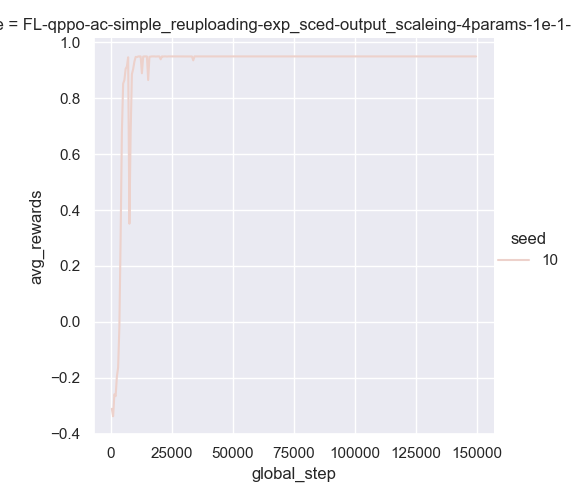 e = FL-qppo-ac-simple_reuploading-exp_sced-output_scaleing-4params-1e-1-
1.0
0.8
0.6
0.4
0.2
0.0
−0.2
−0.4
avg_rewards
0 25000 50000 75000 100000 125000 150000
global_step
seed
10